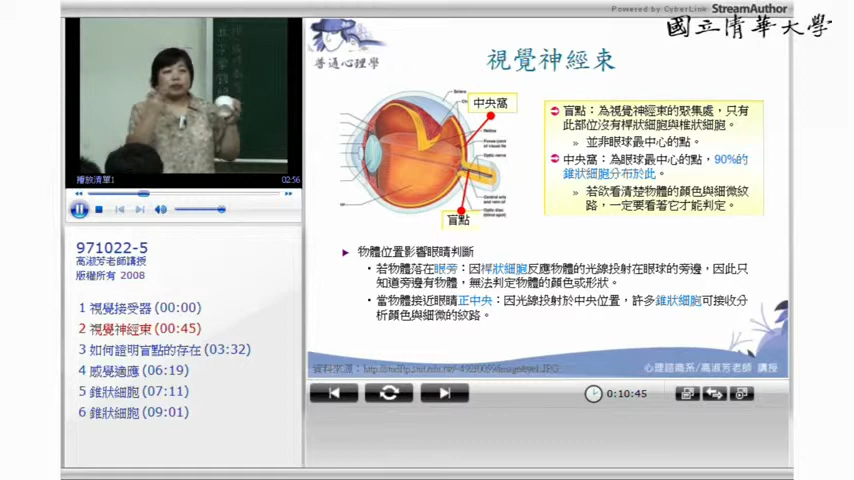 Powered by CyberLink StreamAuthor
國立清華大學
普通心理學
視覺神經束
Sclera
中央窩
Retina
Optic nerve
盲點
盲點：為視覺神經束的聚集處，只有
此部位沒有桿狀細胞與椎狀細胞。
» 並非眼球最中心的點。
中央窩：為眼球最中心的點，90%的
錐狀細胞分布於此。
» 若欲看清楚物體的顏色與細微紋
路，一定要看著它才能判定。
播放清單1
02:56
971022-5
高淑芳老師講授
版權所有 2008
1 視覺接受器 (00:00)
2 視覺神經束 (00:45)
3 如何證明盲點的存在 (03:32)
4 感覺適應 (06:19)
5 錐狀細胞 (07:11)
6 錐狀細胞 (09:01)
物體位置影響眼睛判斷
• 若物體落在眼旁：因桿狀細胞反應物體的光線投射在眼球的旁邊，因此只
知道旁邊有物體，無法判定物體的顏色或形狀。
• 當物體接近眼睛正中央：因光線投射於中央位置，許多錐狀細胞可接收分
析顏色與細微的紋路。
資料來源：
心理諮商系/高淑芳老師 講授
0:10:45